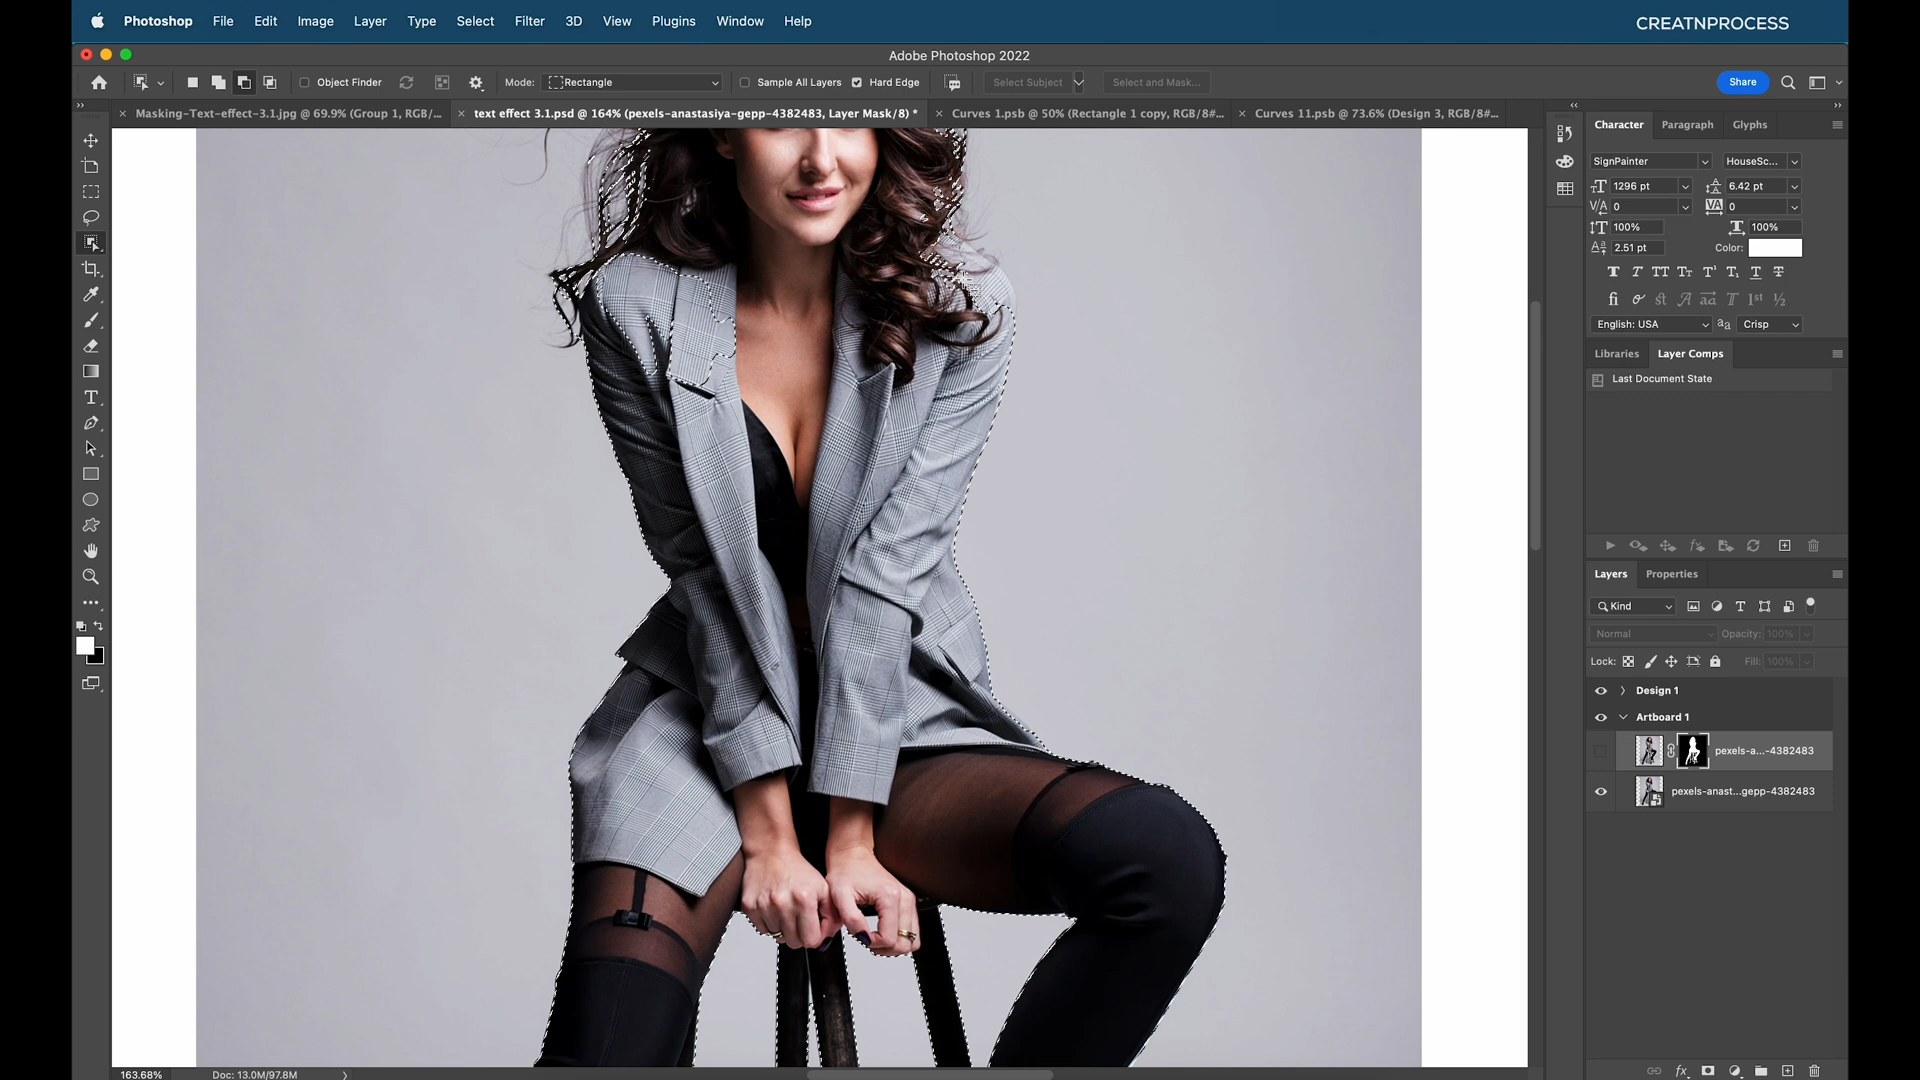 Photoshop File Edit Image Layer Type Select Filter 3D View Plugins Window Help
CREATNPROCESS
Adobe Photoshop 2022
Object Finder Mode: Rectangle Sample All Layers Hard Edge Select Subject Select and Mask... Share
Masking-Text-effect-3.1.jpg @ 69.9% (Group 1, RGB/...
text effect 3.1.psd @ 164% (pexels-anastasiya-gepp-4382483, Layer Mask/8) *
Curves 1.psb @ 50% (Rectangle 1 copy, RGB/8#...
Curves 11.psb @ 73.6% (Design 3, RGB/8#...
Character Paragraph Glyphs
SignPainter HouseSc...
1296 pt 6.42 pt
0 0
100% 100%
2.51 pt Color:
English: USA Crisp
Libraries Layer Comps
Last Document State
Layers Properties
Kind
Normal Opacity: 100%
Lock: Fill: 100%
Design 1
Artboard 1
pexels-a...-4382483
pexels-anast...gepp-4382483
163.68% Doc: 13.0M/97.8M